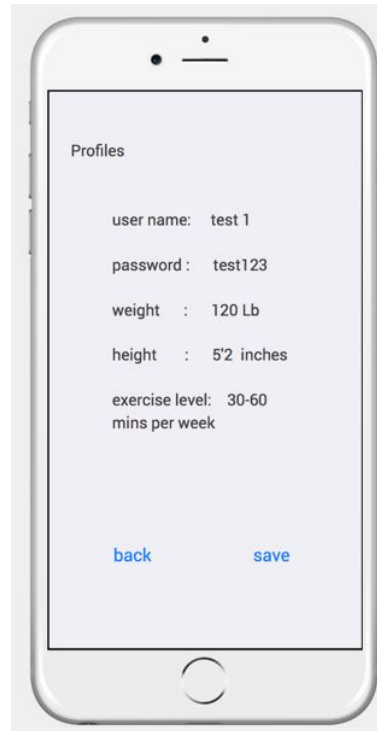 Profiles
user name: test 1
password : test123
weight : 120 Lb
height : 5'2 inches
exercise level: 30-60
mins per week
back save